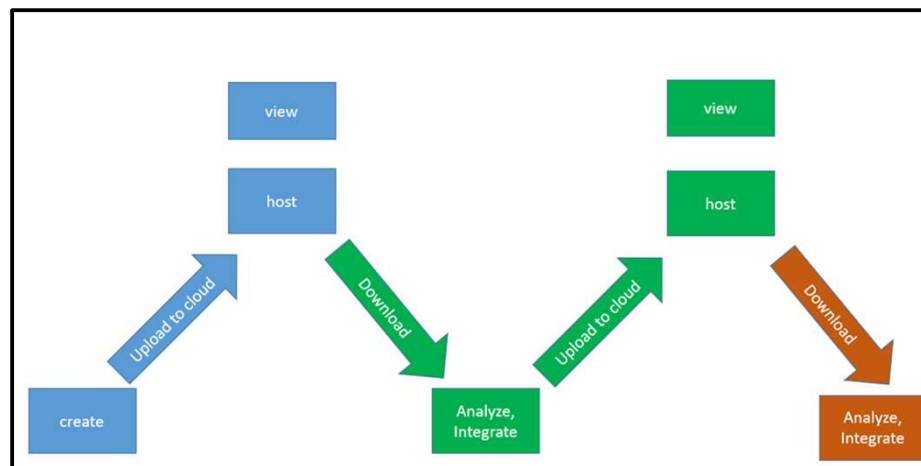 view
host
Upload to cloud
create
Download
Analyze,
Integrate
Upload to cloud
view
host
Download
Analyze,
Integrate